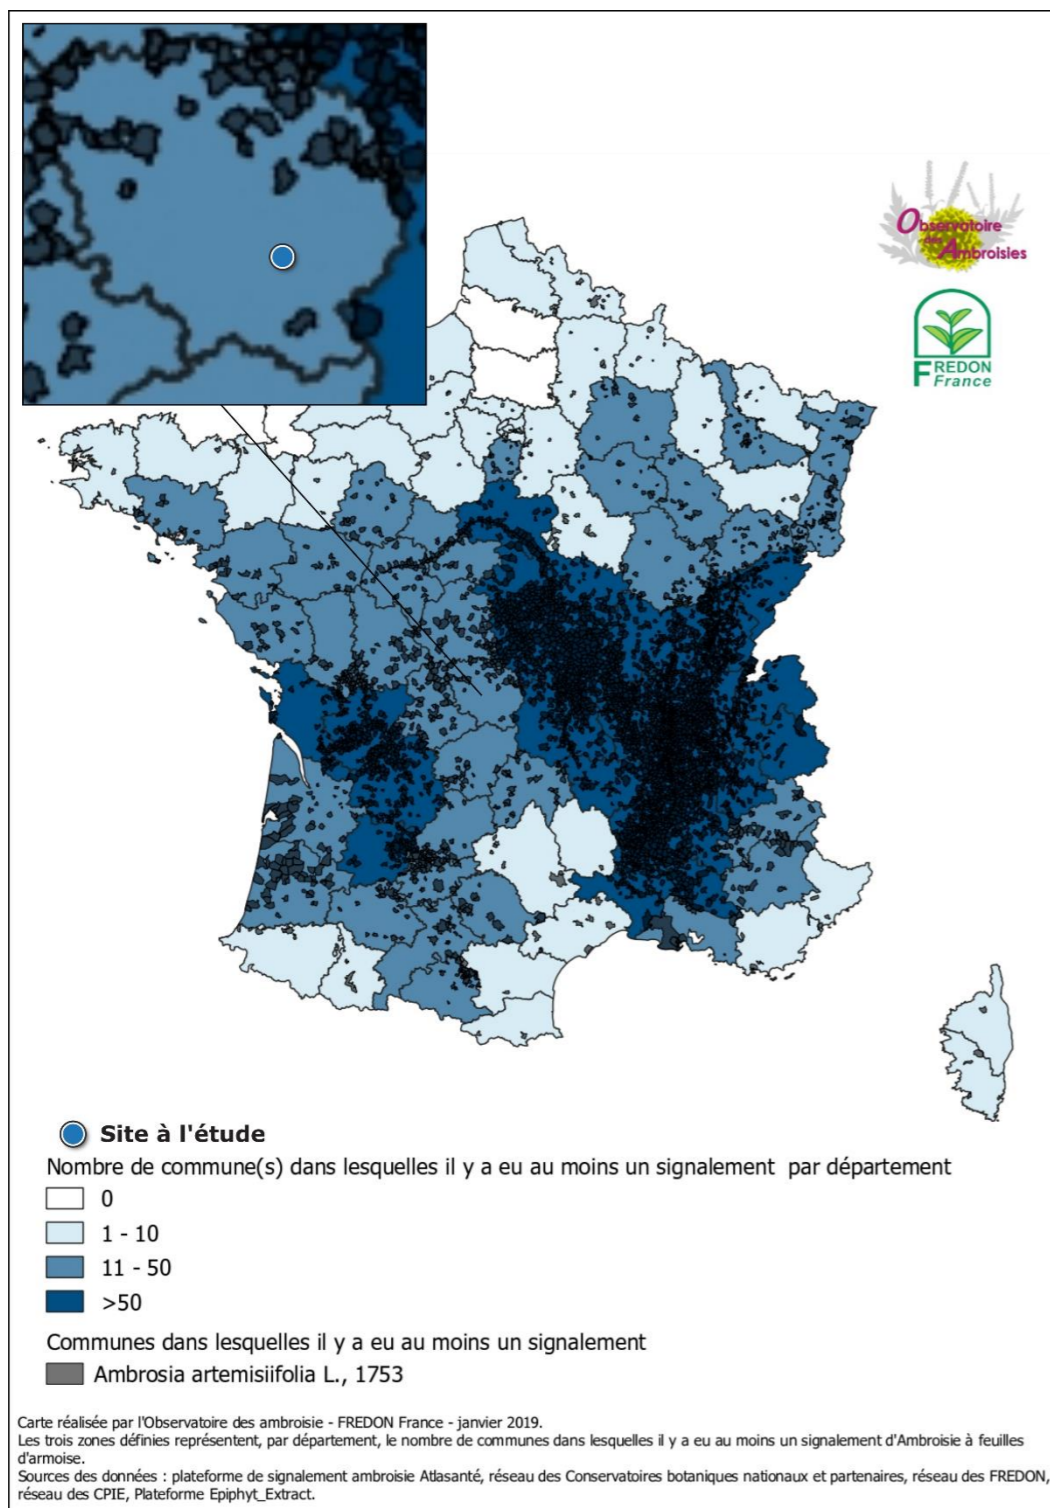 Observatoire
des
Ambroisies
FREDON
France
Site à l'étude
Nombre de commune(s) dans lesquelles il y a eu au moins un signalement par département
0
1 - 10
11 - 50
>50
Communes dans lesquelles il y a eu au moins un signalement
Ambrosia artemisiifolia L., 1753
Carte réalisée par l'Observatoire des ambroisie - FREDON France - janvier 2019.
Les trois zones définies représentent, par département, le nombre de communes dans lesquelles il y a eu au moins un signalement d'Ambroisie à feuilles
d'armoise.
Sources des données : plateforme de signalement ambroisie Atlasanté, réseau des Conservatoires botaniques nationaux et partenaires, réseau des FREDON,
réseau des CPIE, Plateforme Epiphyt_Extract.